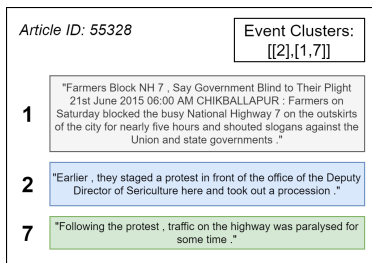 Article ID: 55328
Event Clusters:
[[2],[1,7]]
1
"Farmers Block NH 7 , Say Government Blind to Their Plight
21st June 2015 06:00 AM CHIKBALLAPUR : Farmers on
Saturday blocked the busy National Highway 7 on the outskirts
of the city for nearly five hours and shouted slogans against the
Union and state governments ."
2
"Earlier , they staged a protest in front of the office of the Deputy
Director of Sericulture here and took out a procession ."
7
"Following the protest , traffic on the highway was paralysed for
some time ."